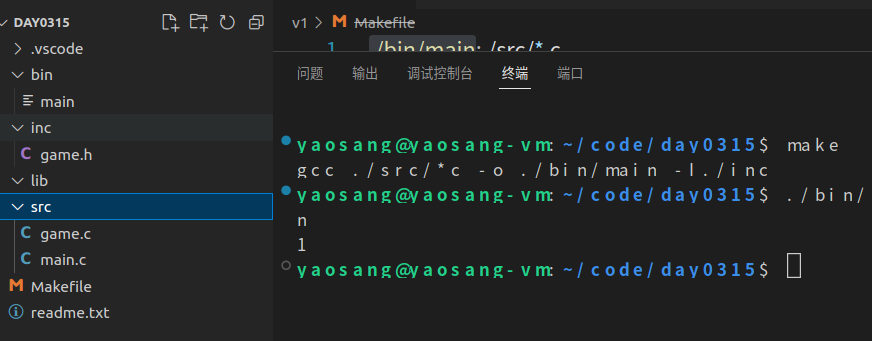 DAY0315
.vscode
bin
main
inc
game.h
lib
src
game.c
main.c
Makefile
readme.txt
v1 > Makefile
1 ./bin/main: ./src/*.c
问题 输出 调试控制台 终端 端口
yaosang@yaosang-vm:~/code/day0315$ make
gcc ./src/*c -o ./bin/main -I./inc
yaosang@yaosang-vm:~/code/day0315$ ./bin/
n
1
yaosang@yaosang-vm:~/code/day0315$